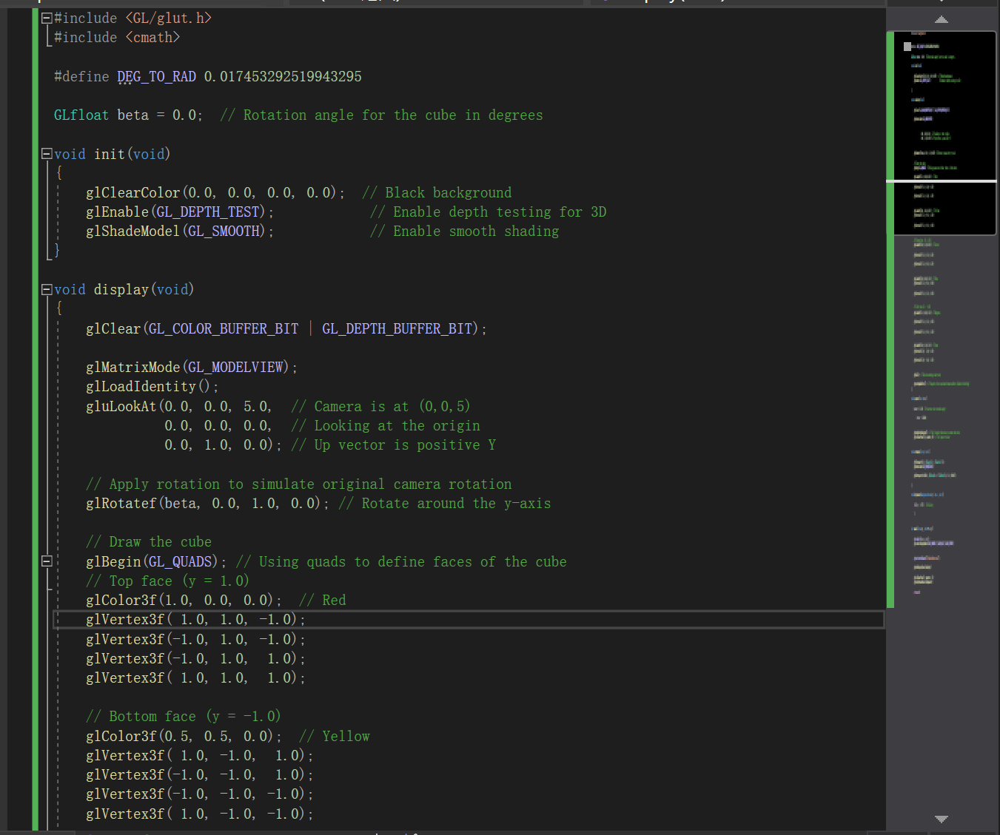 #include <GL/glut.h>
#include <cmath>
#define DEG_TO_RAD 0.017453292519943295
GLfloat beta = 0.0;  // Rotation angle for the cube in degrees
void init(void)
{
    glClearColor(0.0, 0.0, 0.0, 0.0);  // Black background
    glEnable(GL_DEPTH_TEST);            // Enable depth testing for 3D
    glShadeModel(GL_SMOOTH);            // Enable smooth shading
}
void display(void)
{
    glClear(GL_COLOR_BUFFER_BIT | GL_DEPTH_BUFFER_BIT);
    glMatrixMode(GL_MODELVIEW);
    glLoadIdentity();
    gluLookAt(0.0, 0.0, 5.0,  // Camera is at (0,0,5)
              0.0, 0.0, 0.0,  // Looking at the origin
              0.0, 1.0, 0.0); // Up vector is positive Y
    // Apply rotation to simulate original camera rotation
    glRotatef(beta, 0.0, 1.0, 0.0); // Rotate around the y-axis
    // Draw the cube
    glBegin(GL_QUADS); // Using quads to define faces of the cube
    // Top face (y = 1.0)
    glColor3f(1.0, 0.0, 0.0);  // Red
    glVertex3f( 1.0, 1.0, -1.0);
    glVertex3f(-1.0, 1.0, -1.0);
    glVertex3f(-1.0, 1.0,  1.0);
    glVertex3f( 1.0, 1.0,  1.0);
    // Bottom face (y = -1.0)
    glColor3f(0.5, 0.5, 0.0);  // Yellow
    glVertex3f( 1.0, -1.0,  1.0);
    glVertex3f(-1.0, -1.0,  1.0);
    glVertex3f(-1.0, -1.0, -1.0);
    glVertex3f( 1.0, -1.0, -1.0);